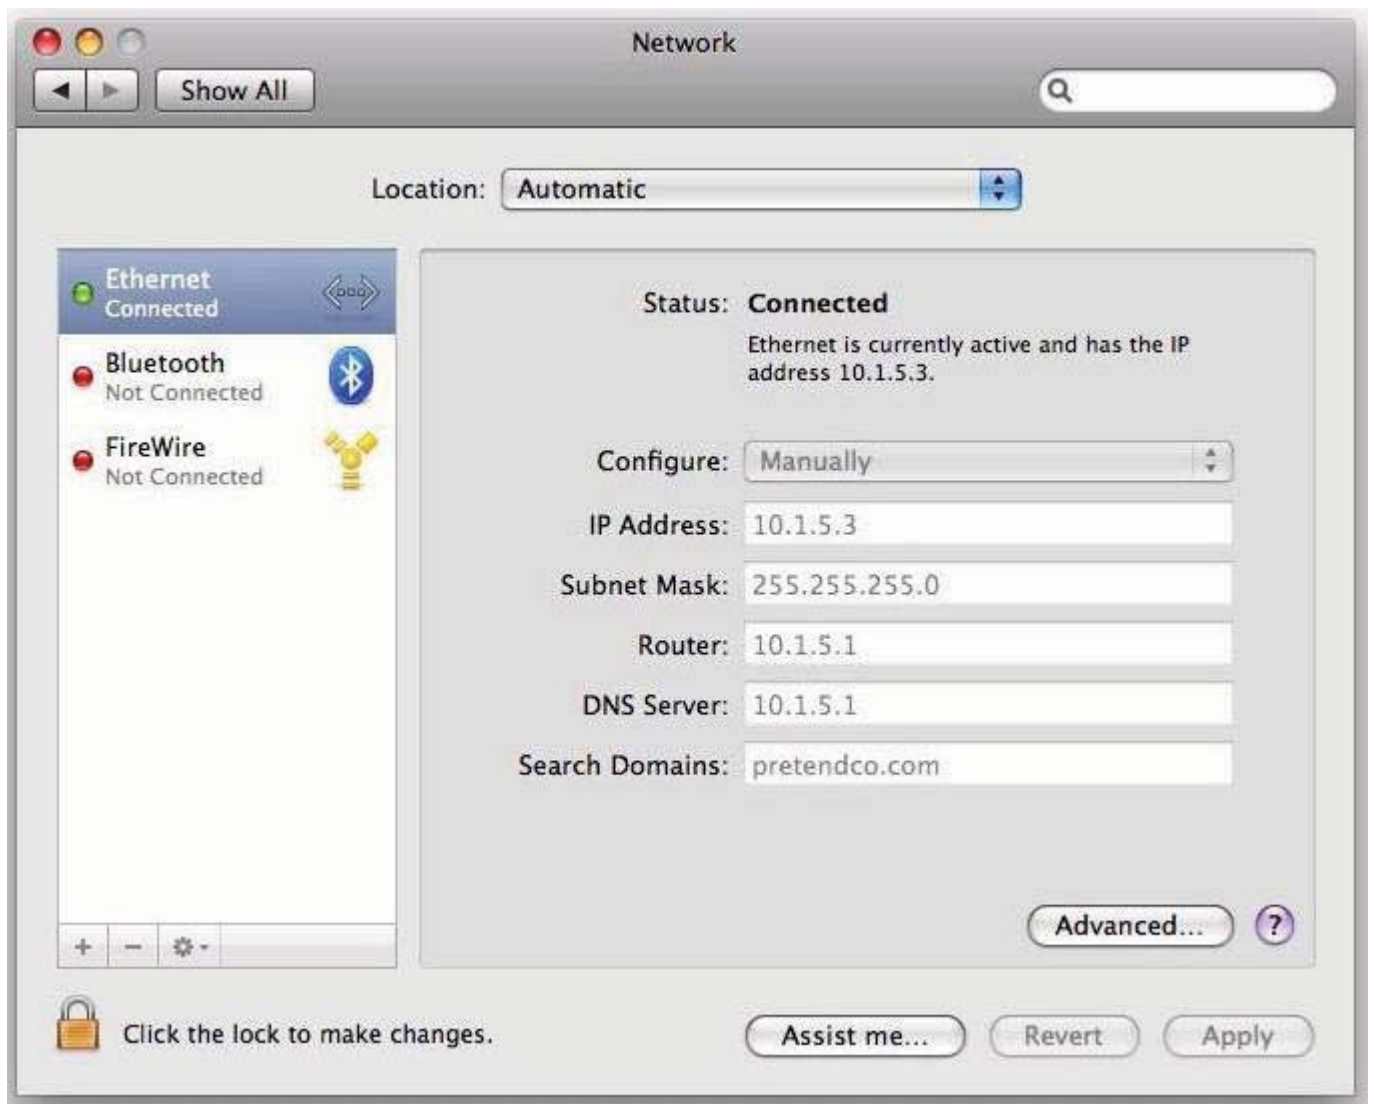 Network
Show All
Location: Automatic
Ethernet
Connected
Bluetooth
Not Connected
FireWire
Not Connected
Status: Connected
Ethernet is currently active and has the IP
address 10.1.5.3.
Configure: Manually
IP Address: 10.1.5.3
Subnet Mask: 255.255.255.0
Router: 10.1.5.1
DNS Server: 10.1.5.1
Search Domains: pretendco.com
Advanced... ?
Click the lock to make changes.
Assist me... Revert Apply